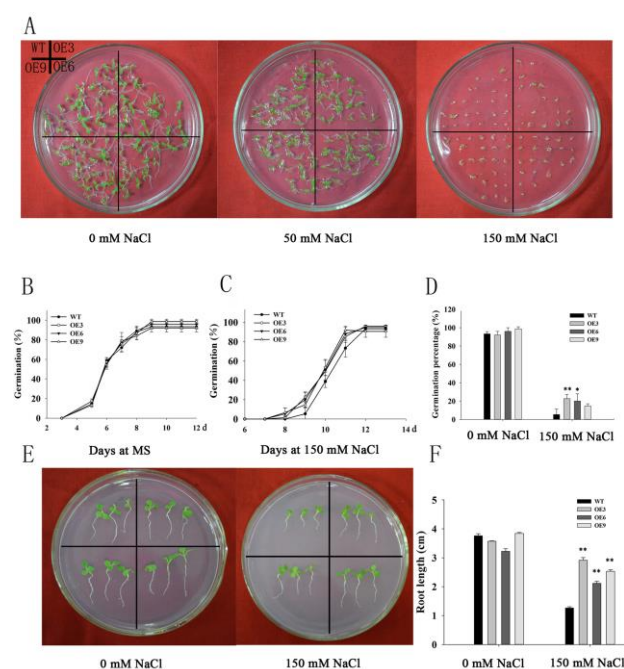 A
WT OE3
OE9 OE6
0 mM NaCl
50 mM NaCl
150 mM NaCl
B
Germination (%)
100
80
60
40
20
0
2
4
6
8
10
12 d
Days at MS
WT
OE3
OE6
OE9
C
Germination (%)
100
80
60
40
20
0
6
8
10
12
14 d
Days at 150 mM NaCl
WT
OE3
OE6
OE9
D
Germination percentage (%)
100
80
60
40
20
0
WT
OE3
OE6
OE9
**
*
0 mM NaCl
150 mM NaCl
E
0 mM NaCl
150 mM NaCl
F
Root length (cm)
5
4
3
2
1
0
WT
OE3
OE6
OE9
**
**
**
0 mM NaCl
150 mM NaCl